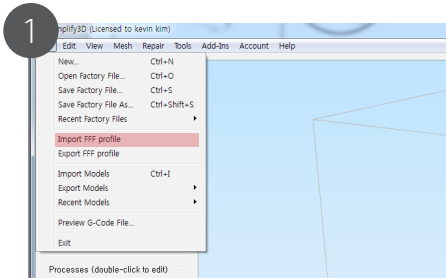 1
mplify3D (Licensed to kevin kim)
Edit View Mesh Repair Tools Add-Ins Account Help
New... Ctrl+N
Open Factory File... Ctrl+O
Save Factory File... Ctrl+S
Save Factory File As... Ctrl+Shift+S
Recent Factory Files
Import FFF profile
Export FFF profile
Import Models Ctrl+I
Export Models
Recent Models
Preview G-Code File...
Exit
Processes (double-click to edit)